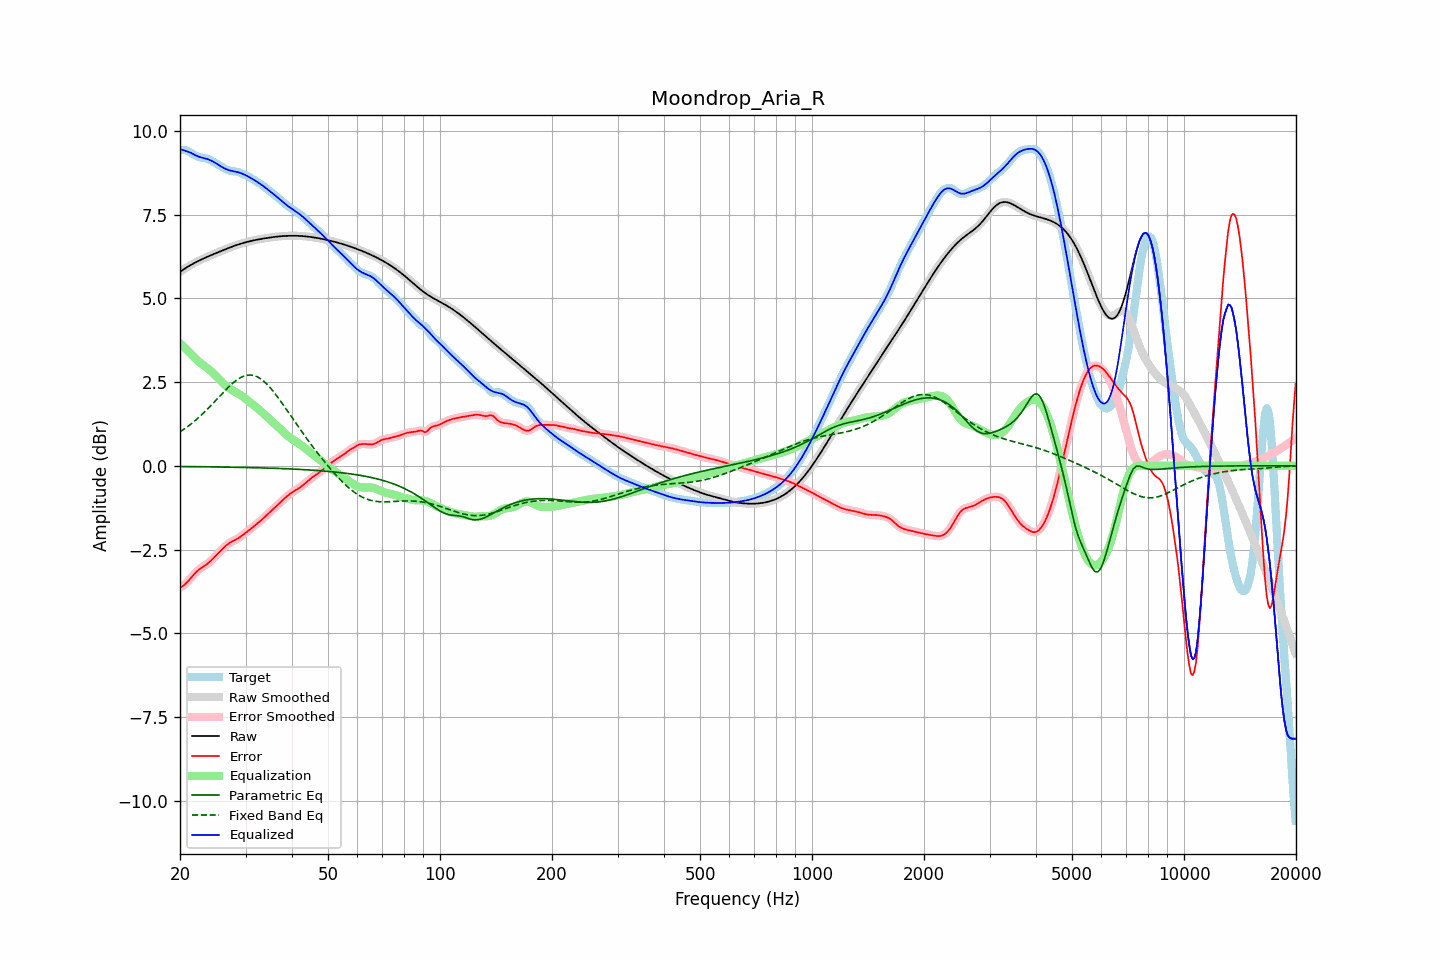 Moondrop_Aria_R
Amplitude (dBr)
10.0
7.5
5.0
2.5
0.0
−2.5
−5.0
−7.5
−10.0
Target
Raw Smoothed
Error Smoothed
Raw
Error
Equalization
Parametric Eq
Fixed Band Eq
Equalized
20 50 100 200 500 1000 2000 5000 10000 20000
Frequency (Hz)